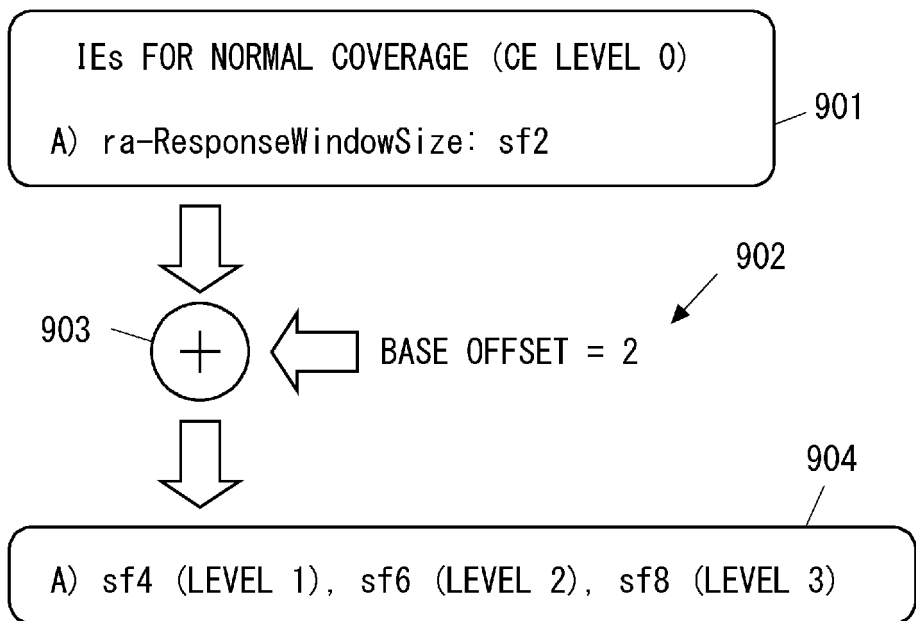 IEs FOR NORMAL COVERAGE (CE LEVEL 0)
A) ra-ResponseWindowSize: sf2
901
902
903
+
BASE OFFSET = 2
904
A) sf4 (LEVEL 1), sf6 (LEVEL 2), sf8 (LEVEL 3)